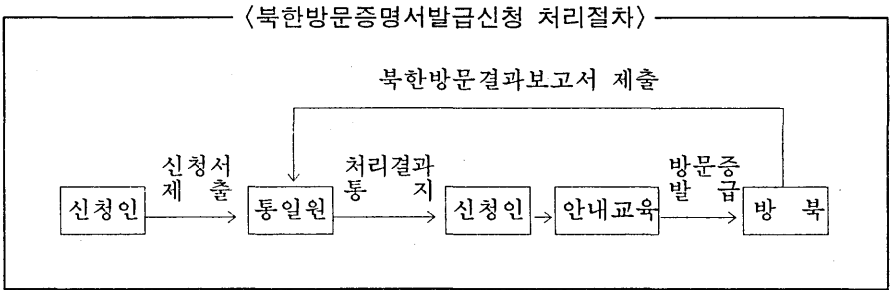 〈북한방문증명서발급신청 처리절차〉
북한방문결과보고서 제출
신청서 처리결과 방문증
제 출 통 지 발 급
신청인 통일원 신청인 안내교육 방 북